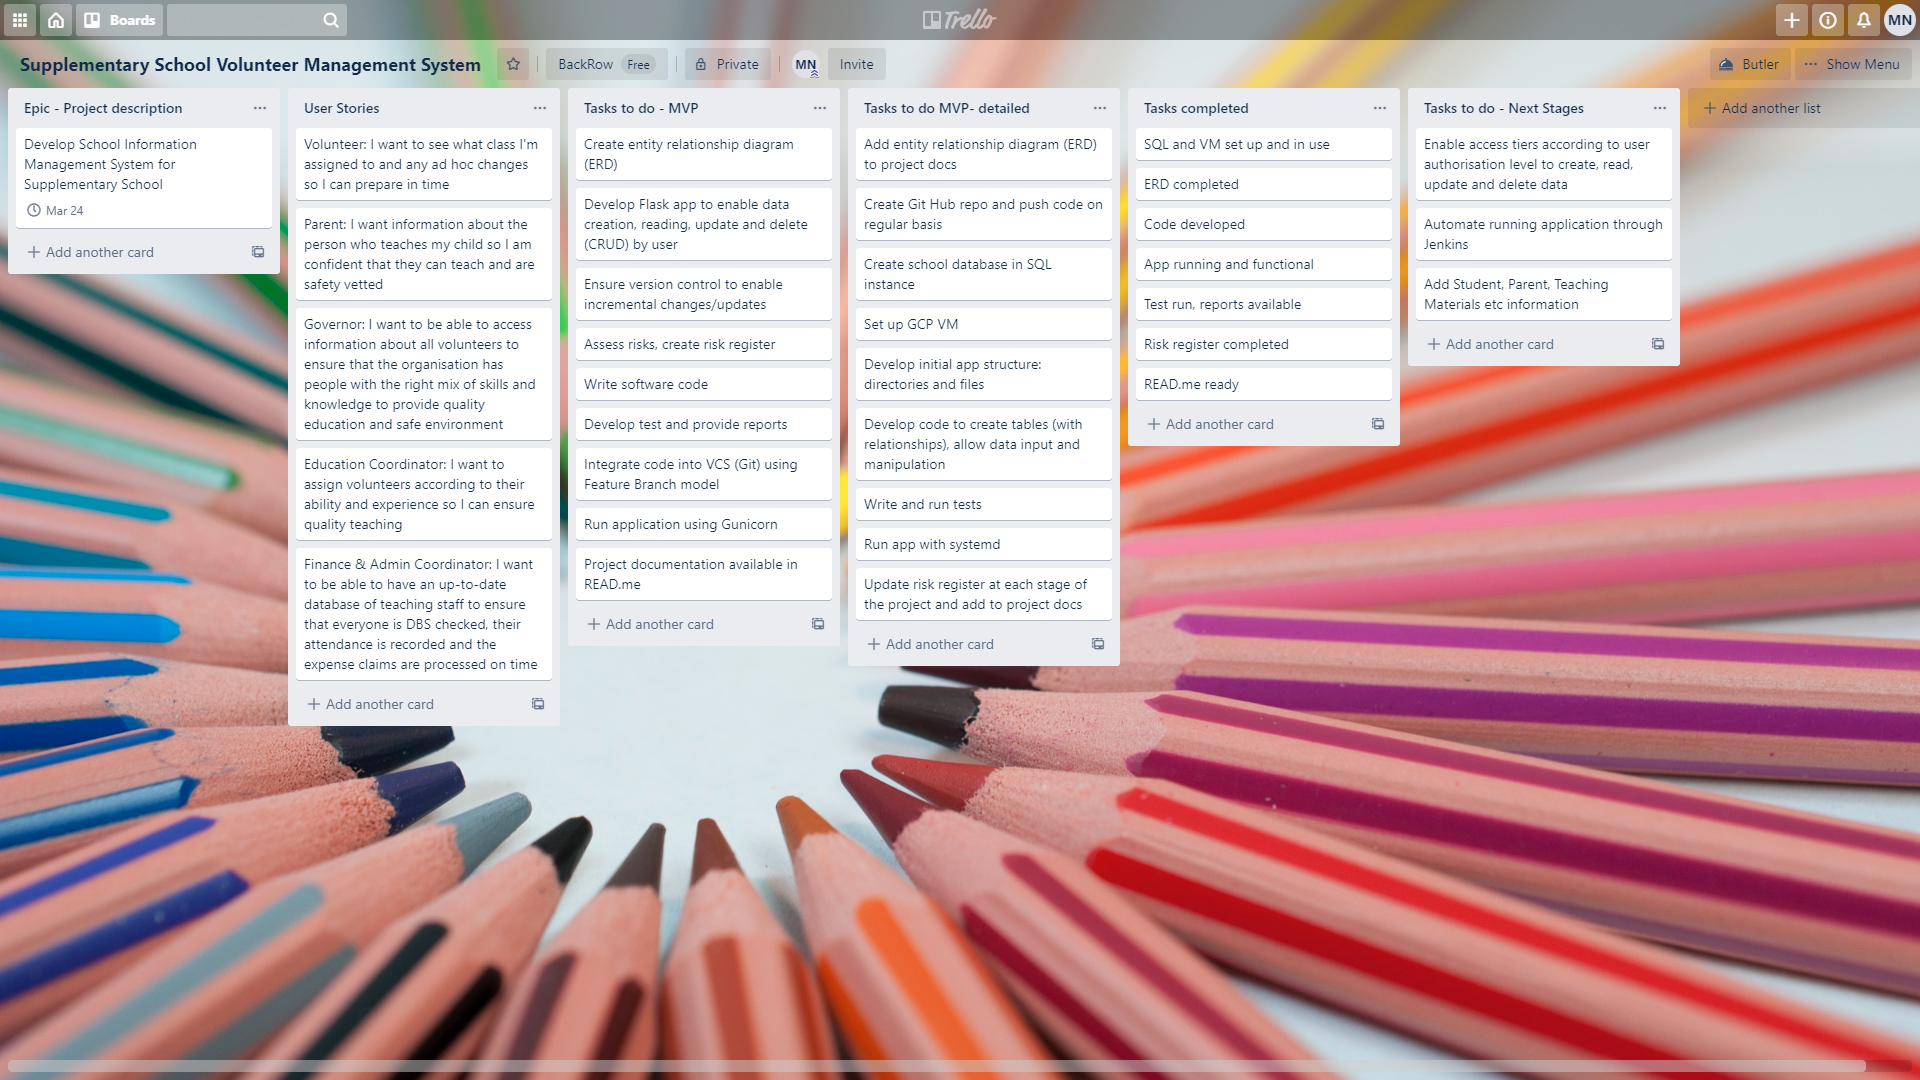 Boards
Trello
MN
Supplementary School Volunteer Management System
BackRow Free
Private
MN
Invite
Butler
Show Menu
Epic - Project description
Develop School Information
Management System for
Supplementary School
Mar 24
Add another card
User Stories
Volunteer: I want to see what class I'm
assigned to and any ad hoc changes
so I can prepare in time
Parent: I want information about the
person who teaches my child so I am
confident that they can teach and are
safety vetted
Governor: I want to be able to access
information about all volunteers to
ensure that the organisation has
people with the right mix of skills and
knowledge to provide quality
education and safe environment
Education Coordinator: I want to
assign volunteers according to their
ability and experience so I can ensure
quality teaching
Finance & Admin Coordinator: I want
to be able to have an up-to-date
database of teaching staff to ensure
that everyone is DBS checked, their
attendance is recorded and the
expense claims are processed on time
Add another card
Tasks to do - MVP
Create entity relationship diagram
(ERD)
Develop Flask app to enable data
creation, reading, update and delete
(CRUD) by user
Ensure version control to enable
incremental changes/updates
Assess risks, create risk register
Write software code
Develop test and provide reports
Integrate code into VCS (Git) using
Feature Branch model
Run application using Gunicorn
Project documentation available in
READ.me
Add another card
Tasks to do MVP- detailed
Add entity relationship diagram (ERD)
to project docs
Create Git Hub repo and push code on
regular basis
Create school database in SQL
instance
Set up GCP VM
Develop initial app structure:
directories and files
Develop code to create tables (with
relationships), allow data input and
manipulation
Write and run tests
Run app with systemd
Update risk register at each stage of
the project and add to project docs
Add another card
Tasks completed
SQL and VM set up and in use
ERD completed
Code developed
App running and functional
Test run, reports available
Risk register completed
READ.me ready
Add another card
Tasks to do - Next Stages
Enable access tiers according to user
authorisation level to create, read,
update and delete data
Automate running application through
Jenkins
Add Student, Parent, Teaching
Materials etc information
Add another card
Add another list